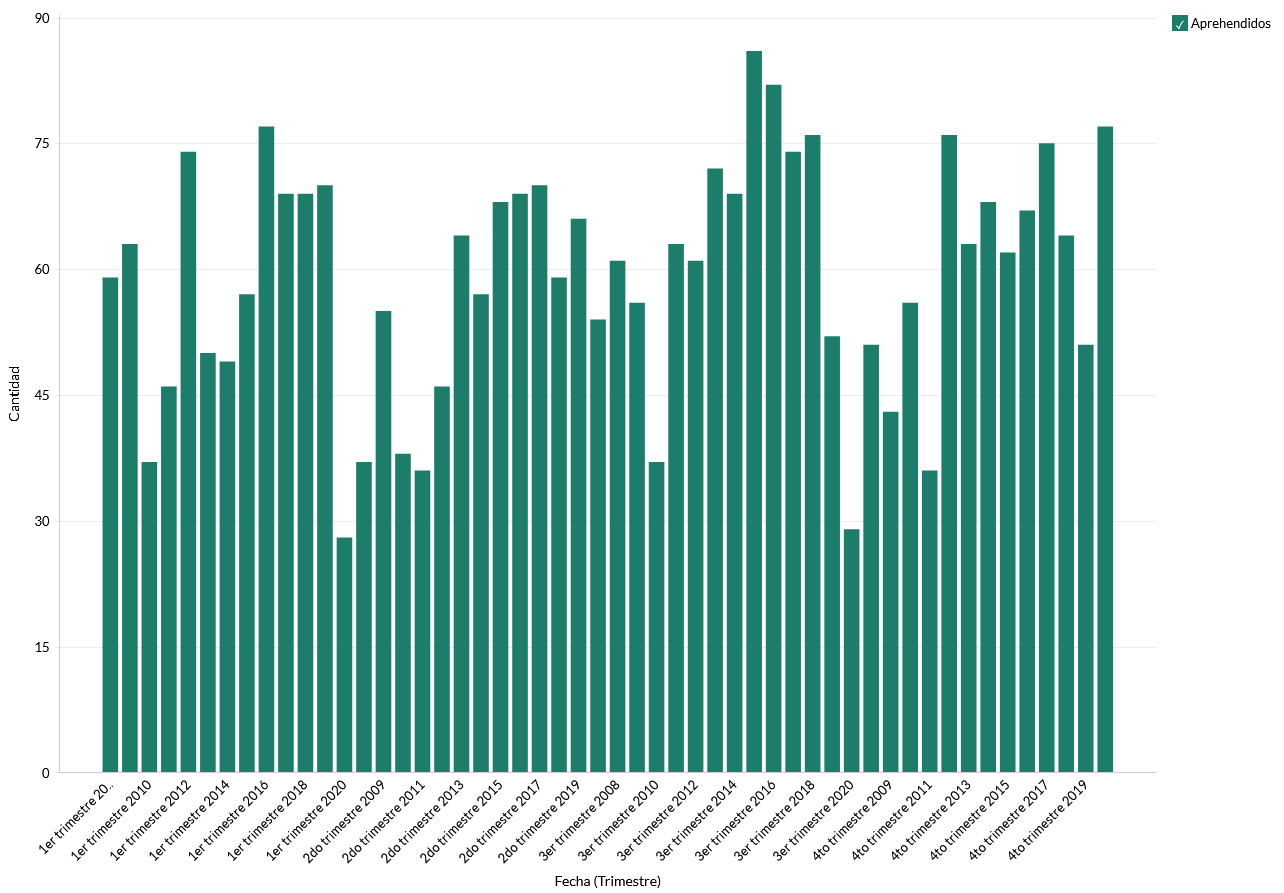 90
75
60
45
30
15
0
Cantidad
1er trimestre 20..
1er trimestre 2010
1er trimestre 2012
1er trimestre 2014
1er trimestre 2016
1er trimestre 2018
1er trimestre 2020
2do trimestre 2009
2do trimestre 2011
2do trimestre 2013
2do trimestre 2015
2do trimestre 2017
2do trimestre 2019
3er trimestre 2008
3er trimestre 2010
3er trimestre 2012
3er trimestre 2014
3er trimestre 2016
3er trimestre 2018
3er trimestre 2020
4to trimestre 2009
4to trimestre 2011
4to trimestre 2013
4to trimestre 2015
4to trimestre 2017
4to trimestre 2019
Fecha (Trimestre)
Aprehendidos